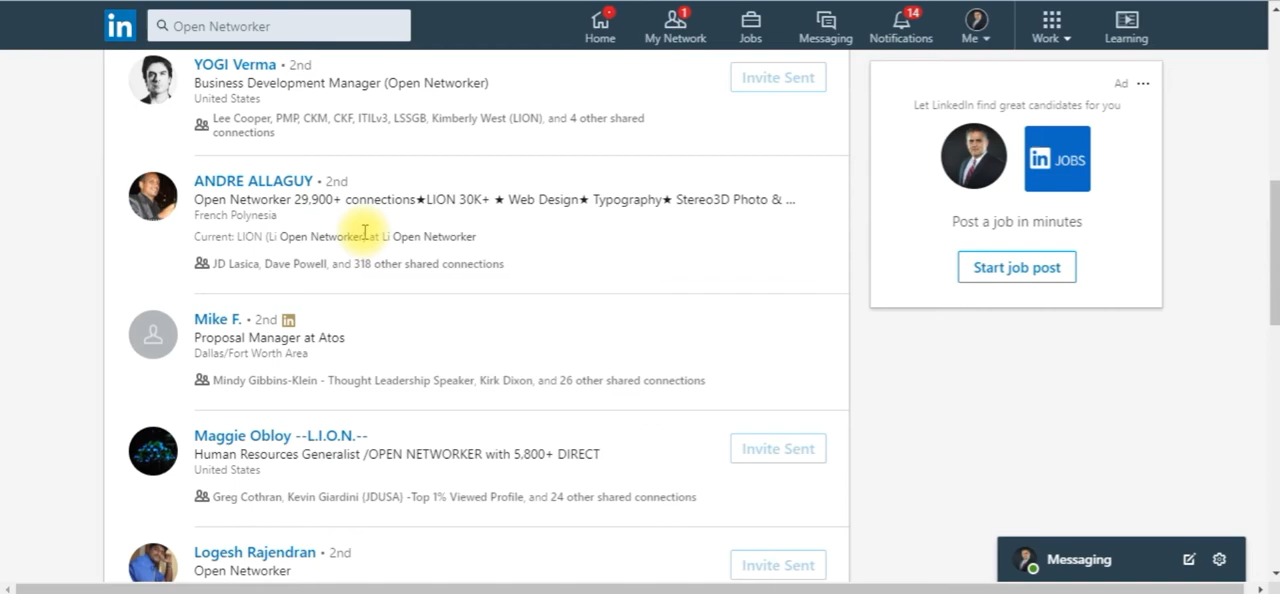 in
Open Networker
Home
My Network
1
Jobs
Messaging
Notifications
14
Me
Work
Learning
YOGI Verma • 2nd
Business Development Manager (Open Networker)
United States
Lee Cooper, PMP, CKM, CKF, ITILv3, LSSGB, Kimberly West (LION), and 4 other shared
connections
Invite Sent
ANDRE ALLAGUY • 2nd
Open Networker 29,900+ connections★LION 30K+ ★ Web Design★ Typography★ Stereo3D Photo & ...
French Polynesia
Current: LION (Li Open Networker) at Li Open Networker
JD Lasica, Dave Powell, and 318 other shared connections
Mike F. • 2nd in
Proposal Manager at Atos
Dallas/Fort Worth Area
Mindy Gibbins-Klein - Thought Leadership Speaker, Kirk Dixon, and 26 other shared connections
Maggie Obloy --L.I.O.N.--
Human Resources Generalist /OPEN NETWORKER with 5,800+ DIRECT
United States
Greg Cothran, Kevin Giardini (JDUSA) -Top 1% Viewed Profile, and 24 other shared connections
Invite Sent
Logesh Rajendran • 2nd
Open Networker
Invite Sent
Ad ...
Let LinkedIn find great candidates for you
in JOBS
Post a job in minutes
Start job post
Messaging